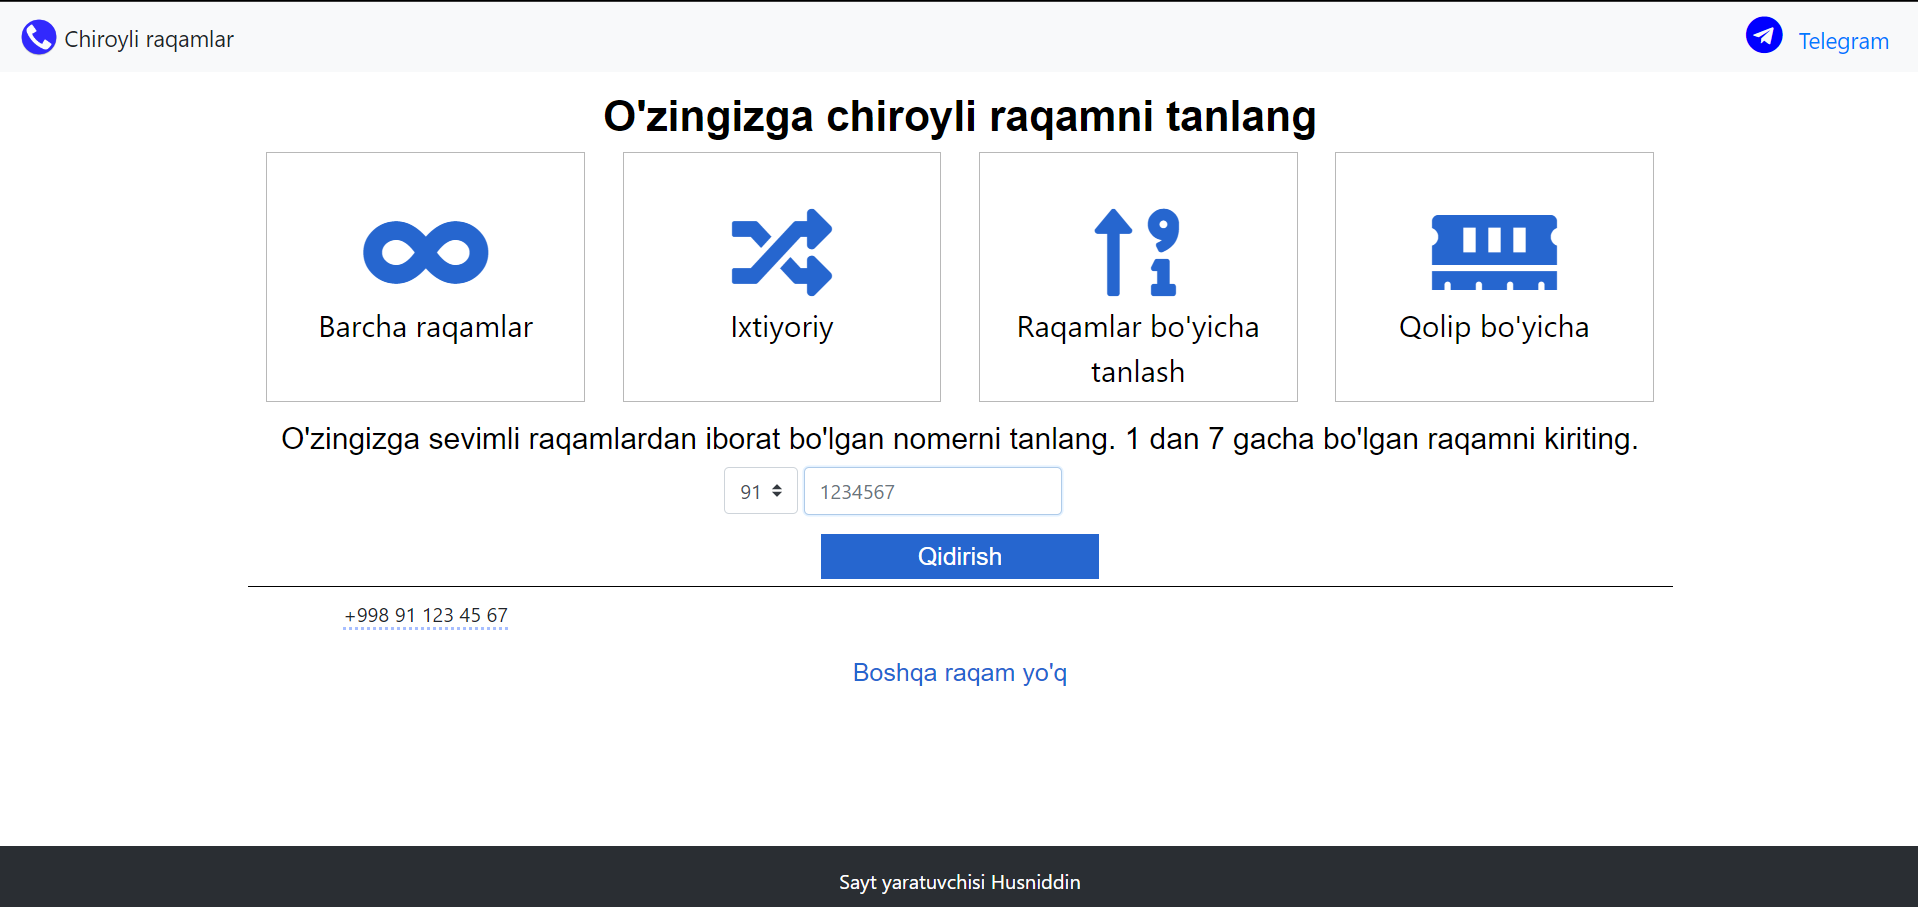 Chiroyli raqamlar
Telegram
O'zingizga chiroyli raqamni tanlang
Barcha raqamlar
Ixtiyoriy
9
1
Raqamlar bo'yicha
tanlash
Qolip bo'yicha
O'zingizga sevimli raqamlardan iborat bo'lgan nomerni tanlang. 1 dan 7 gacha bo'lgan raqamni kiriting.
91
1234567
Qidirish
+998 91 123 45 67
Boshqa raqam yo'q
Sayt yaratuvchisi Husniddin